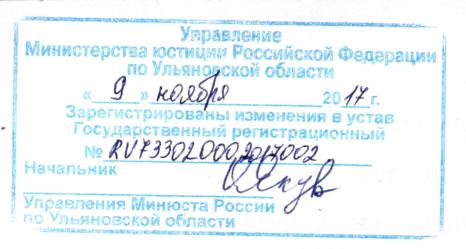 Управление
Министерства юстиции Российской Федерации
по Ульяновской области
« 9 » ноября 2017 г.
Зарегистрированы изменения в устав
Государственный регистрационный
№ RU733020002017002
Начальник
Управления Минюста России
по Ульяновской области